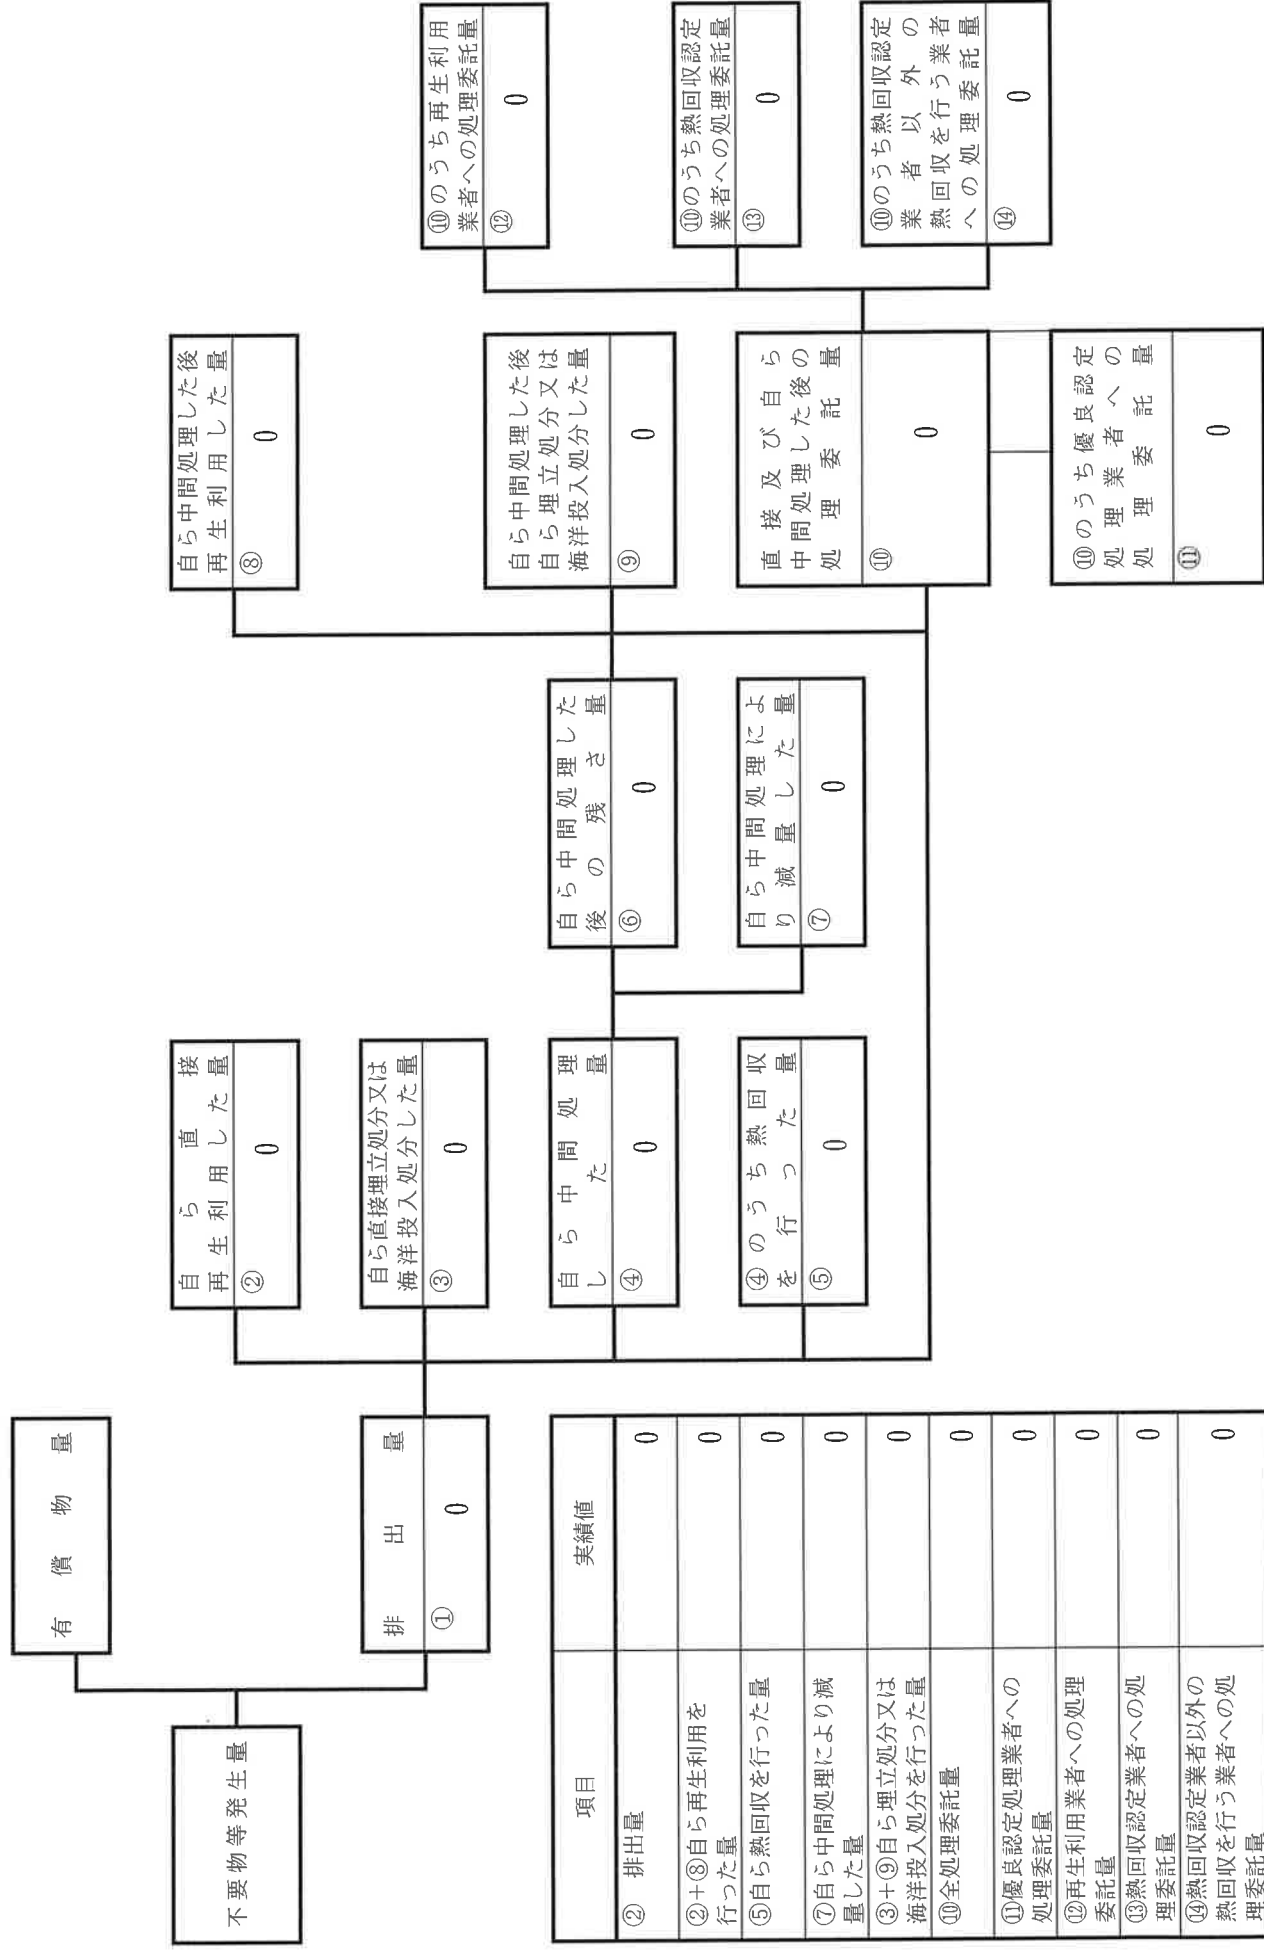 不要物等発生量
有償物量
排出量
① 0
自ら直接
再生利用した量
② 0
自ら直接埋立処分又は
海洋投入処分した量
③ 0
自ら中間処理
した量
④ 0
④のうち熱回収
を行った量
⑤ 0
自ら中間処理した
後の残さ量
⑥ 0
自ら中間処理によ
り減量した量
⑦ 0
自ら中間処理した後
再生利用した量
⑧ 0
自ら中間処理した後
自ら埋立処分又は
海洋投入処分した量
⑨ 0
直接及び自ら
中間処理した後の
処理委託量
⑩ 0
⑩のうち優良認定
処理業者への
処理委託量
⑪ 0
⑩のうち再生利用
業者への処理委託量
⑫ 0
⑩のうち熱回収認定
業者への処理委託量
⑬ 0
⑩のうち熱回収認定
業者以外の
熱回収を行う業者
への処理委託量
⑭ 0
項目 実績値
② 排出量 0
②+⑧自ら再生利用を
行った量 0
⑤自ら熱回収を行った量 0
⑦自ら中間処理により減
量した量 0
③+⑨自ら埋立処分又は
海洋投入処分を行った量 0
⑩全処理委託量 0
⑪優良認定処理業者への
処理委託量 0
⑫再生利用業者への処理
委託量 0
⑬熱回収認定業者への処
理委託量 0
⑭熱回収認定業者以外の
熱回収を行う業者への処
理委託量 0